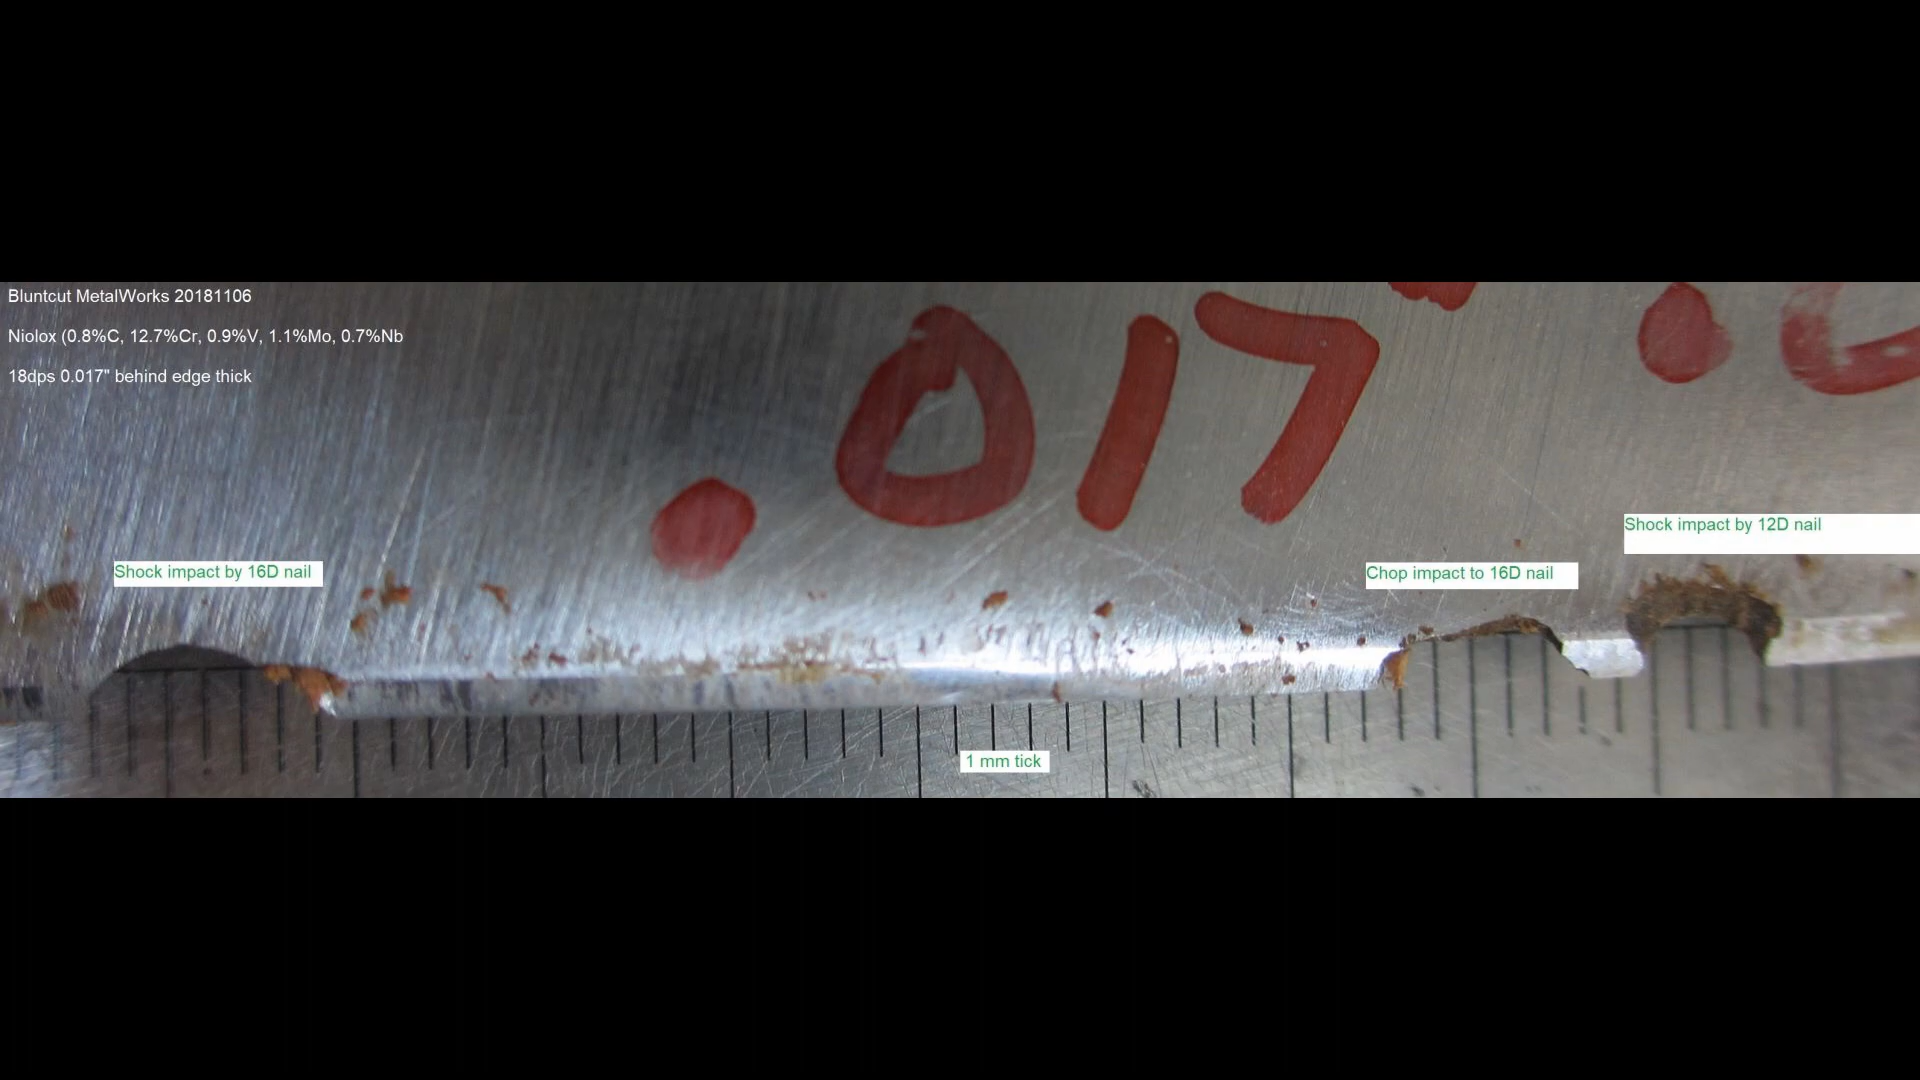 Bluntcut MetalWorks 20181106
Niolox (0.8%C, 12.7%Cr, 0.9%V, 1.1%Mo, 0.7%Nb
18dps 0.017" behind edge thick
.017
Shock impact by 12D nail
Shock impact by 16D nail
Chop impact to 16D nail
1 mm tick